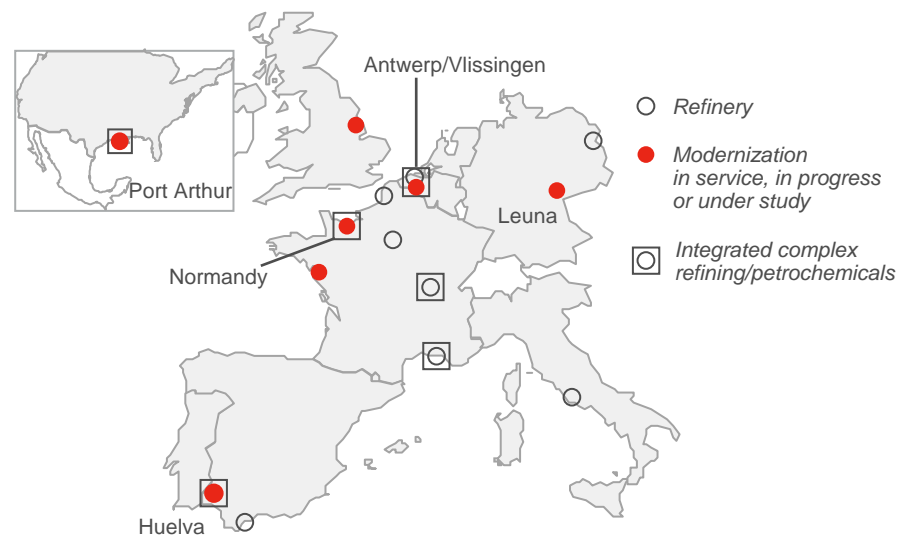 Antwerp/Vlissingen
Port Arthur
Leuna
Normandy
Huelva
Refinery
Modernization
in service, in progress
or under study
Integrated complex
refining/petrochemicals